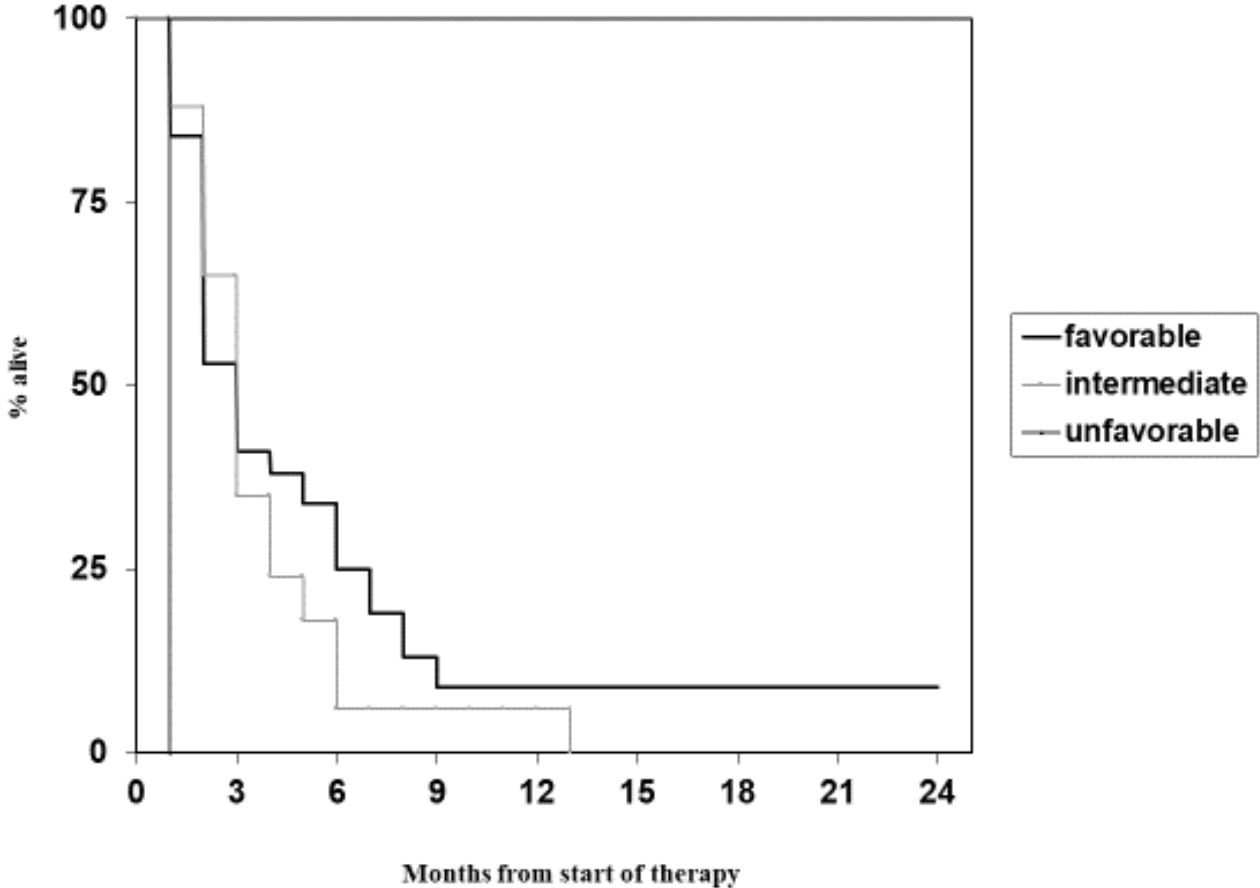 100
75
50
25
0
% alive
0 3 6 9 12 15 18 21 24
Months from start of therapy
favorable
intermediate
unfavorable